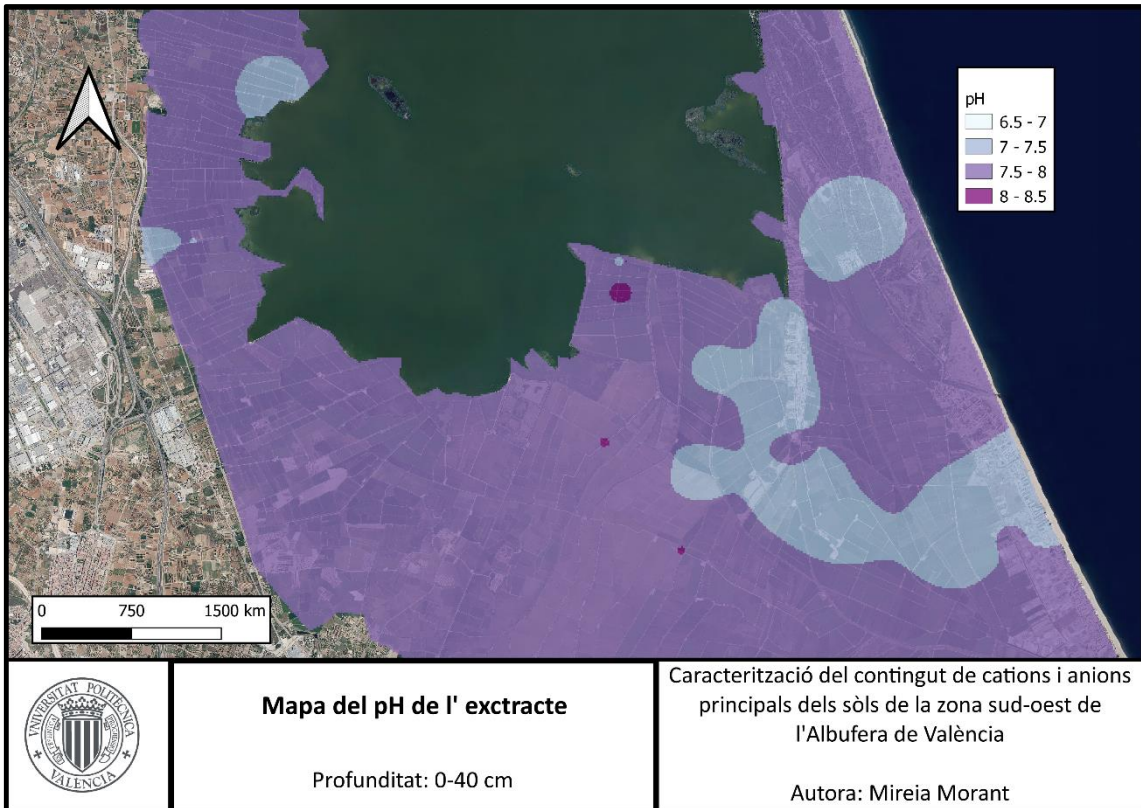 pH
6.5 - 7
7 - 7.5
7.5 - 8
8 - 8.5
0 750 1500 km
UNIVERSITAT POLITÈCNICA
VALÈNCIA
Mapa del pH de l' exctracte
Profunditat: 0-40 cm
Caracterització del contingut de cations i anions
principals dels sòls de la zona sud-oest de
l'Albufera de València
Autora: Mireia Morant